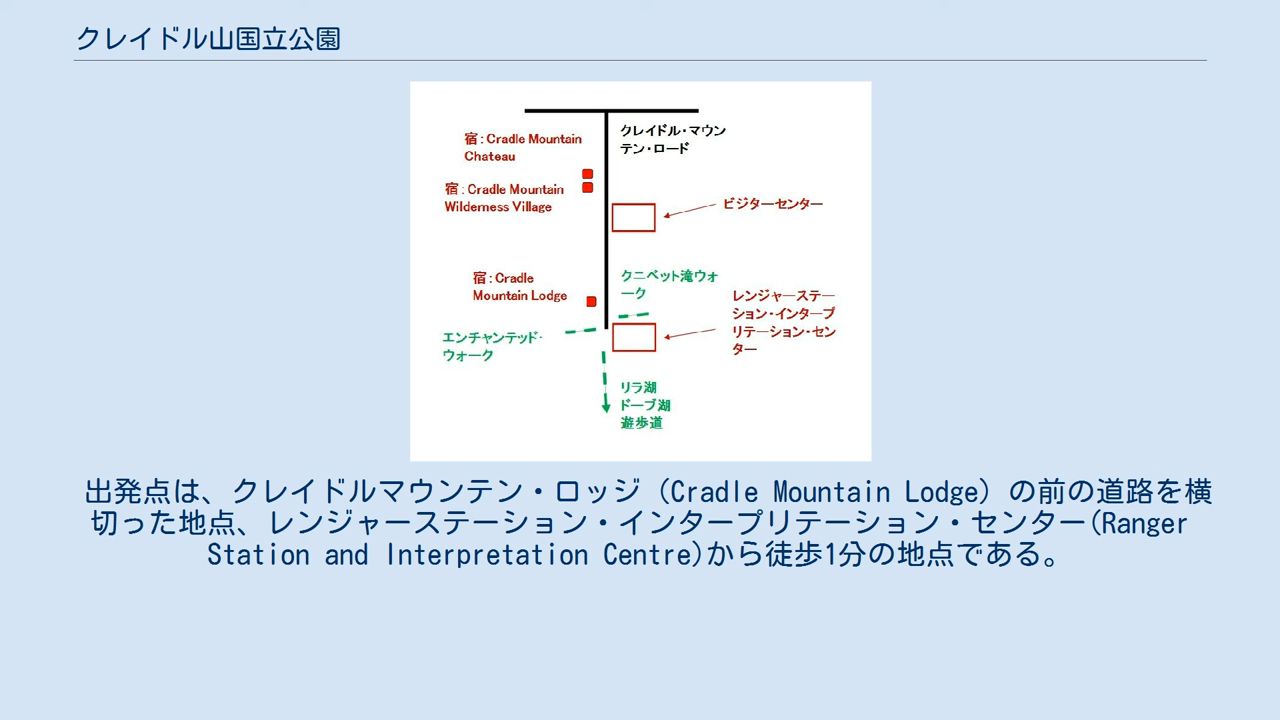 クレイドル山国立公園
クレイドル・マウン
テン・ロード
宿：Cradle Mountain
Chateau
宿：Cradle Mountain
Wilderness Village
ビジターセンター
宿：Cradle
Mountain Lodge
クニペット滝ウォ
ーク
レンジャーステー
ション・インタープ
リテーション・セン
ター
エンチャンテッド・
ウォーク
リラ湖
ドーブ湖
遊歩道
出発点は、クレイドルマウンテン・ロッジ（Cradle Mountain Lodge）の前の道路を横
切った地点、レンジャーステーション・インタープリテーション・センター(Ranger
Station and Interpretation Centre)から徒歩1分の地点である。